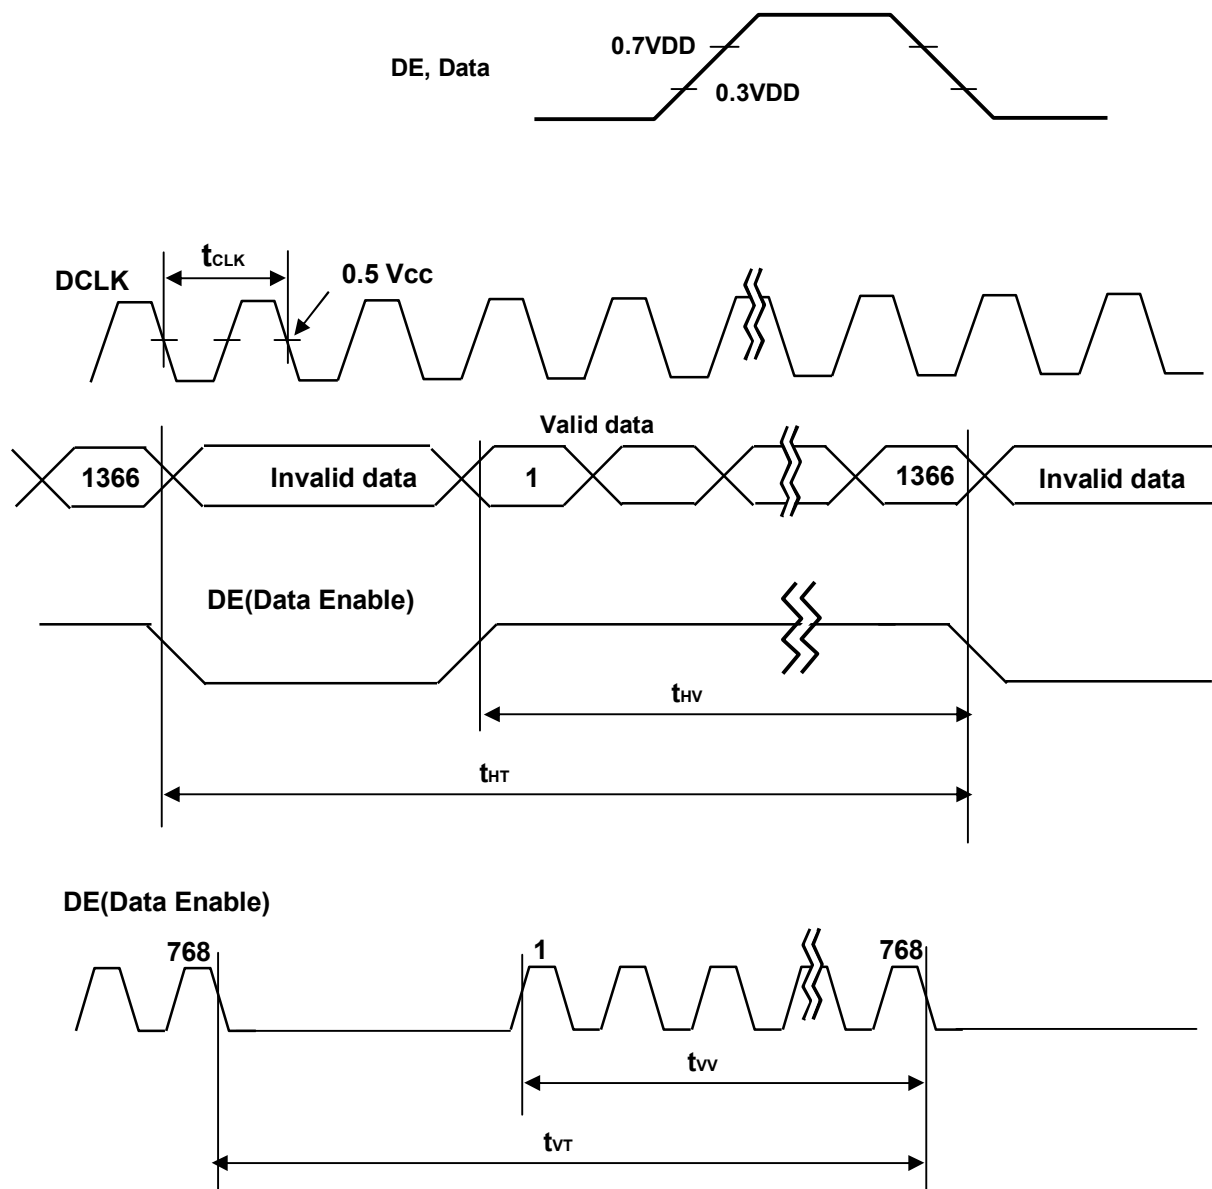 0.7VDD
DE, Data
0.3VDD
tCLK
DCLK
0.5 Vcc
Valid data
1366
Invalid data
1
1366
Invalid data
DE(Data Enable)
tHV
tHT
DE(Data Enable)
768
1
768
tVV
tVT